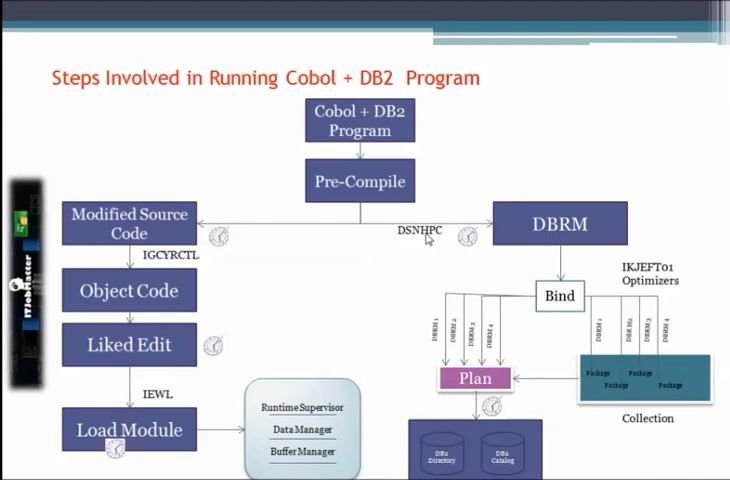 Steps Involved in Running Cobol + DB2 Program
Cobol + DB2
Program
Pre-Compile
Modified Source
Code
DSNHPC
DBRM
IGCYRCTL
IKJEFT01
Optimizers
Object Code
Bind
DBRM 1
DBRM 2
DBRM 3
DBRM 4
DBRM 1
DBR M2
DBRM 3
DBRM 4
Liked Edit
ITJobMatter
Plan
Package
Package
Package
Package
IEWL
Collection
Runtime Supervisor
Load Module
Data Manager
Buffer Manager
DB2
Directory
DB2
Catalog